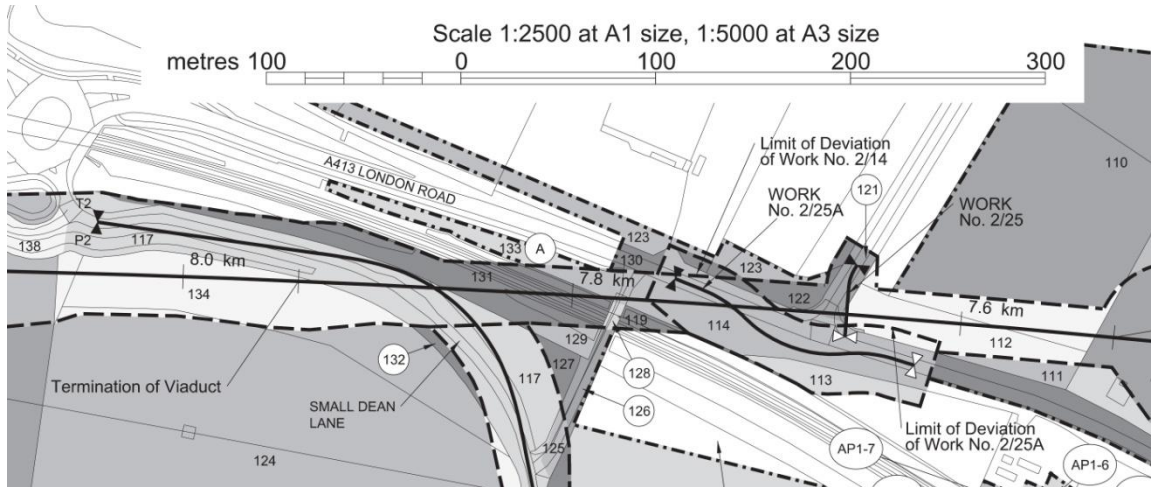 Scale 1:2500 at A1 size, 1:5000 at A3 size
metres 100 0 100 200 300
Limit of Deviation
of Work No. 2/14
A413 LONDON ROAD
WORK
No. 2/25A
121
WORK
No. 2/25
110
T2
P2
138
117
8.0 km
134
133
A
123
130
131
7.8 km
123
122
7.6 km
119
114
112
129
132
117
127
128
113
111
Termination of Viaduct
SMALL DEAN
LANE
126
Limit of Deviation
of Work No. 2/25A
124
125
AP1-7
AP1-6